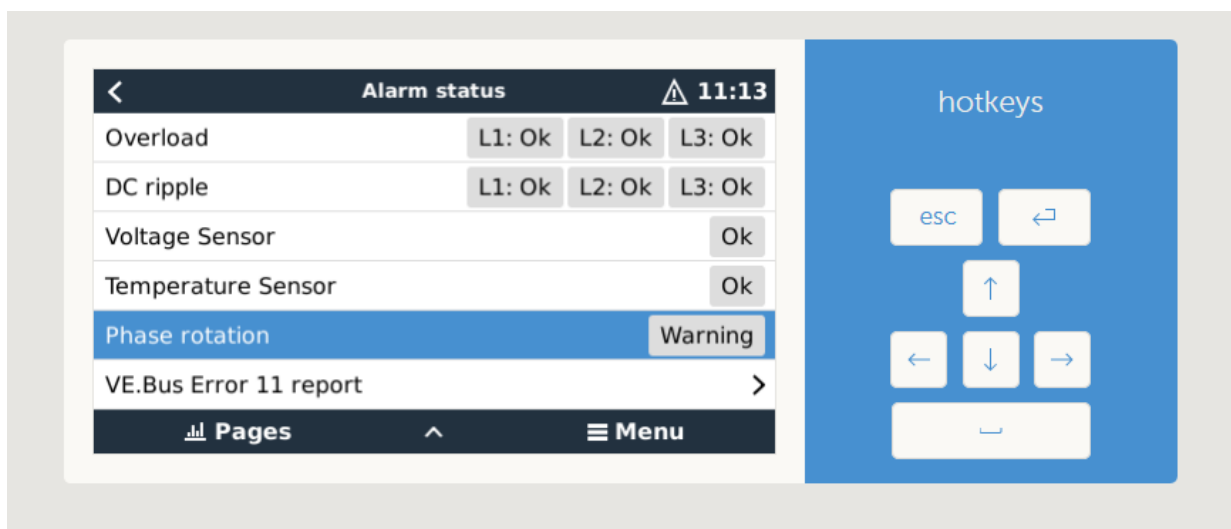 Alarm status 11:13
Overload L1: Ok L2: Ok L3: Ok
DC ripple L1: Ok L2: Ok L3: Ok
Voltage Sensor Ok
Temperature Sensor Ok
Phase rotation Warning
VE.Bus Error 11 report
Pages Menu
hotkeys
esc